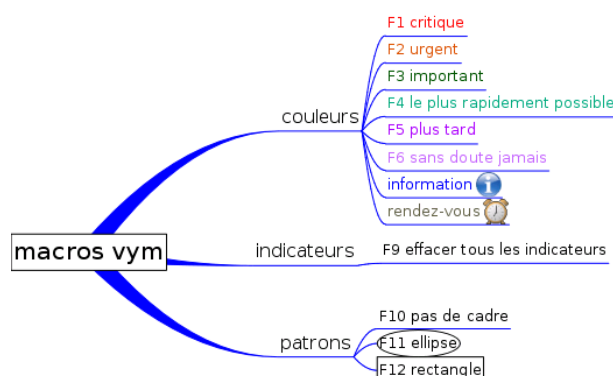 macros vym
couleurs
F1 critique
F2 urgent
F3 important
F4 le plus rapidement possible
F5 plus tard
F6 sans doute jamais
information
rendez-vous
indicateurs
F9 effacer tous les indicateurs
patrons
F10 pas de cadre
F11 ellipse
F12 rectangle